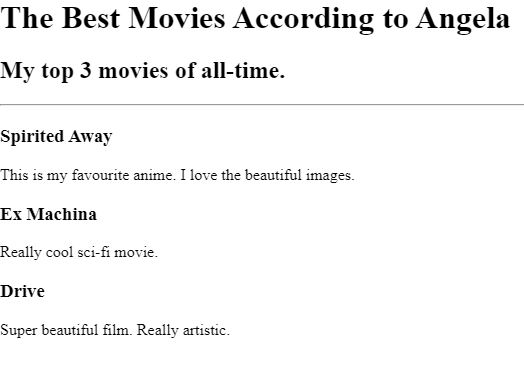 The Best Movies According to Angela
My top 3 movies of all-time.
Spirited Away
This is my favourite anime. I love the beautiful images.
Ex Machina
Really cool sci-fi movie.
Drive
Super beautiful film. Really artistic.